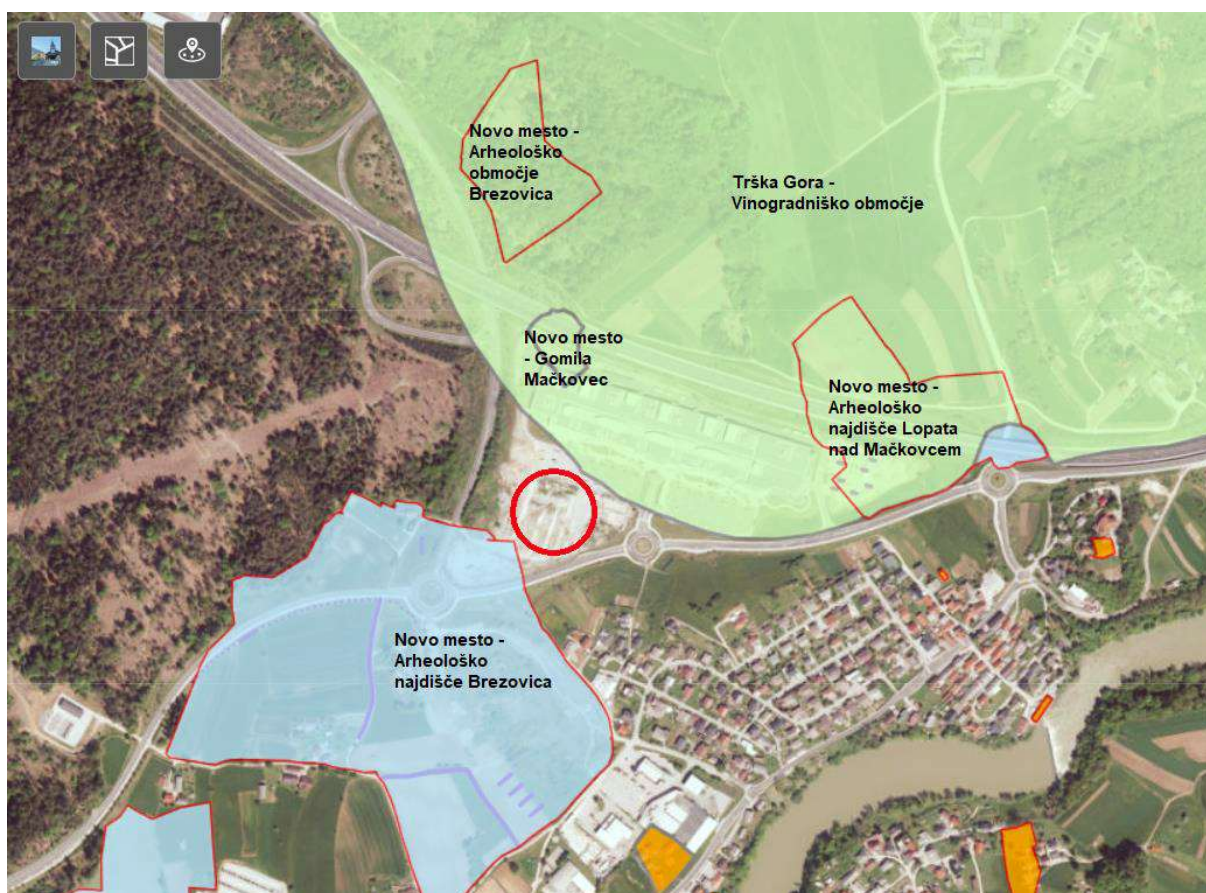 Novo mesto -
Arheološko
območje
Brezovica
Trška Gora -
Vinogradniško območje
Novo mesto
- Gomila
Mačkovec
Novo mesto -
Arheološko
najdišče Lopata
nad Mačkovcem
Novo mesto -
Arheološko
najdišče Brezovica